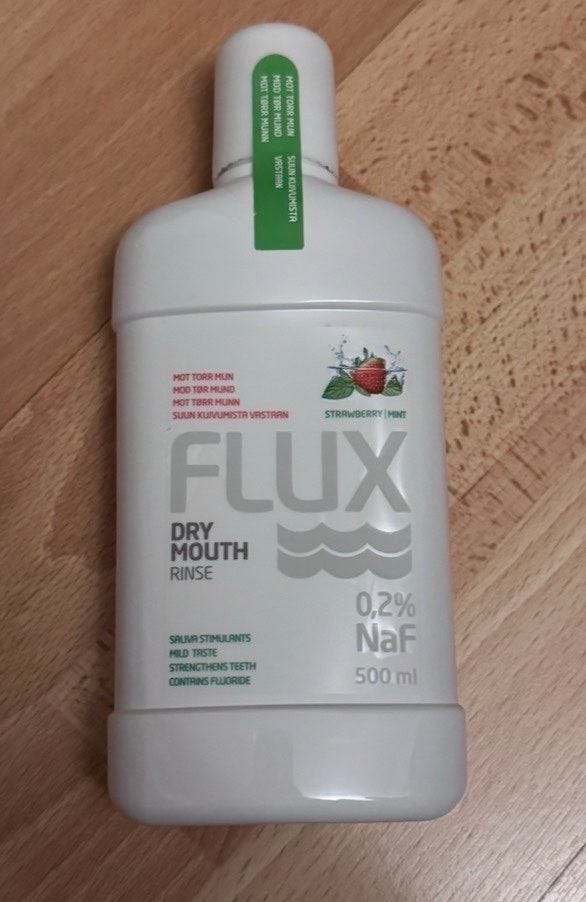 MOT TORR MUN
MOD TØR MUND
MOT TØRR MUNN
SUUN KUIVUMISTA
VASTAAN
MOT TORR MUN
MOD TØR MUND
MOT TØRR MUNN
SUUN KUIVUMISTA VASTAAN
STRAWBERRY | MINT
FLUX
DRY
MOUTH
RINSE
0,2%
NaF
500 ml
SALIVA STIMULANTS
MILD TASTE
STRENGTHENS TEETH
CONTAINS FLUORIDE